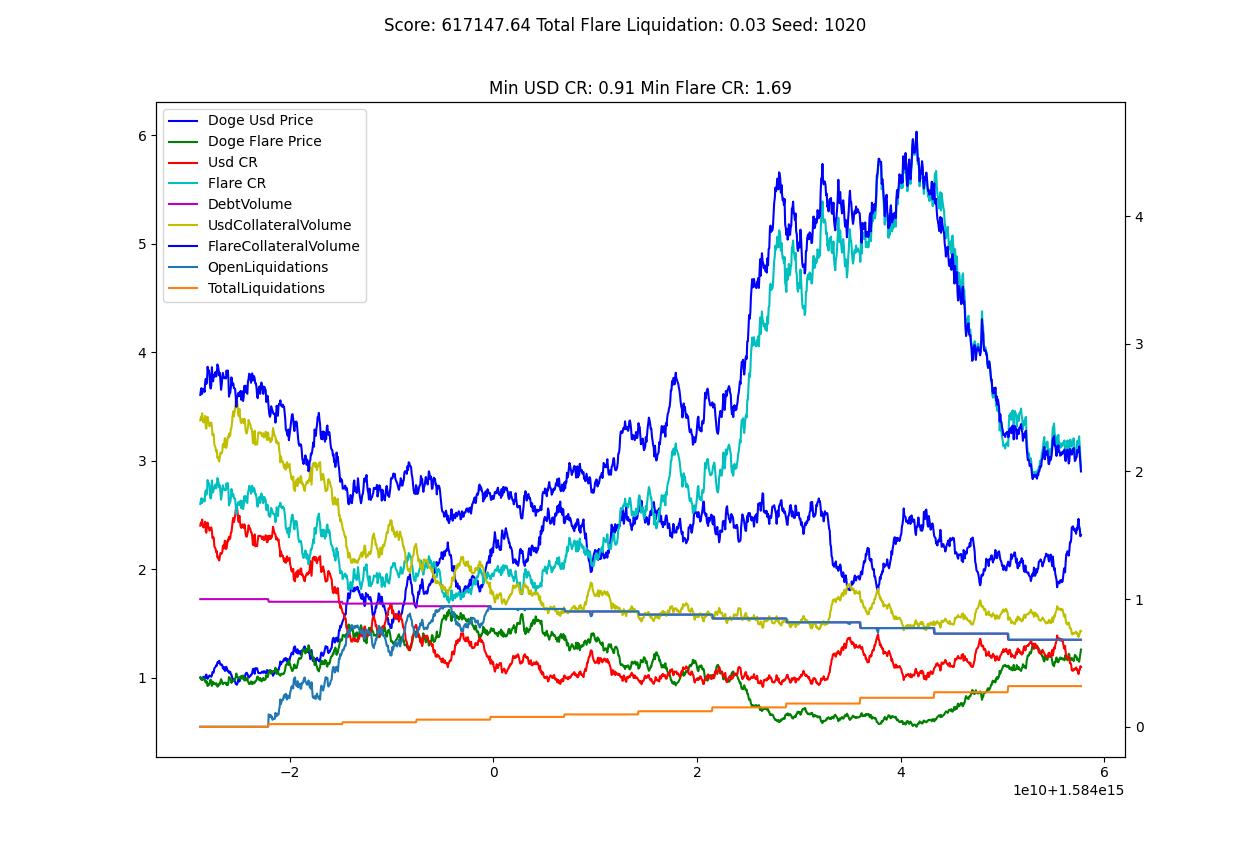 Score: 617147.64 Total Flare Liquidation: 0.03 Seed: 1020
Min USD CR: 0.91 Min Flare CR: 1.69
Doge Usd Price
Doge Flare Price
Usd CR
Flare CR
DebtVolume
UsdCollateralVolume
FlareCollateralVolume
OpenLiquidations
TotalLiquidations
6
5
4
3
2
1
4
3
2
1
0
−2
0
2
4
6
1e10+1.584e15